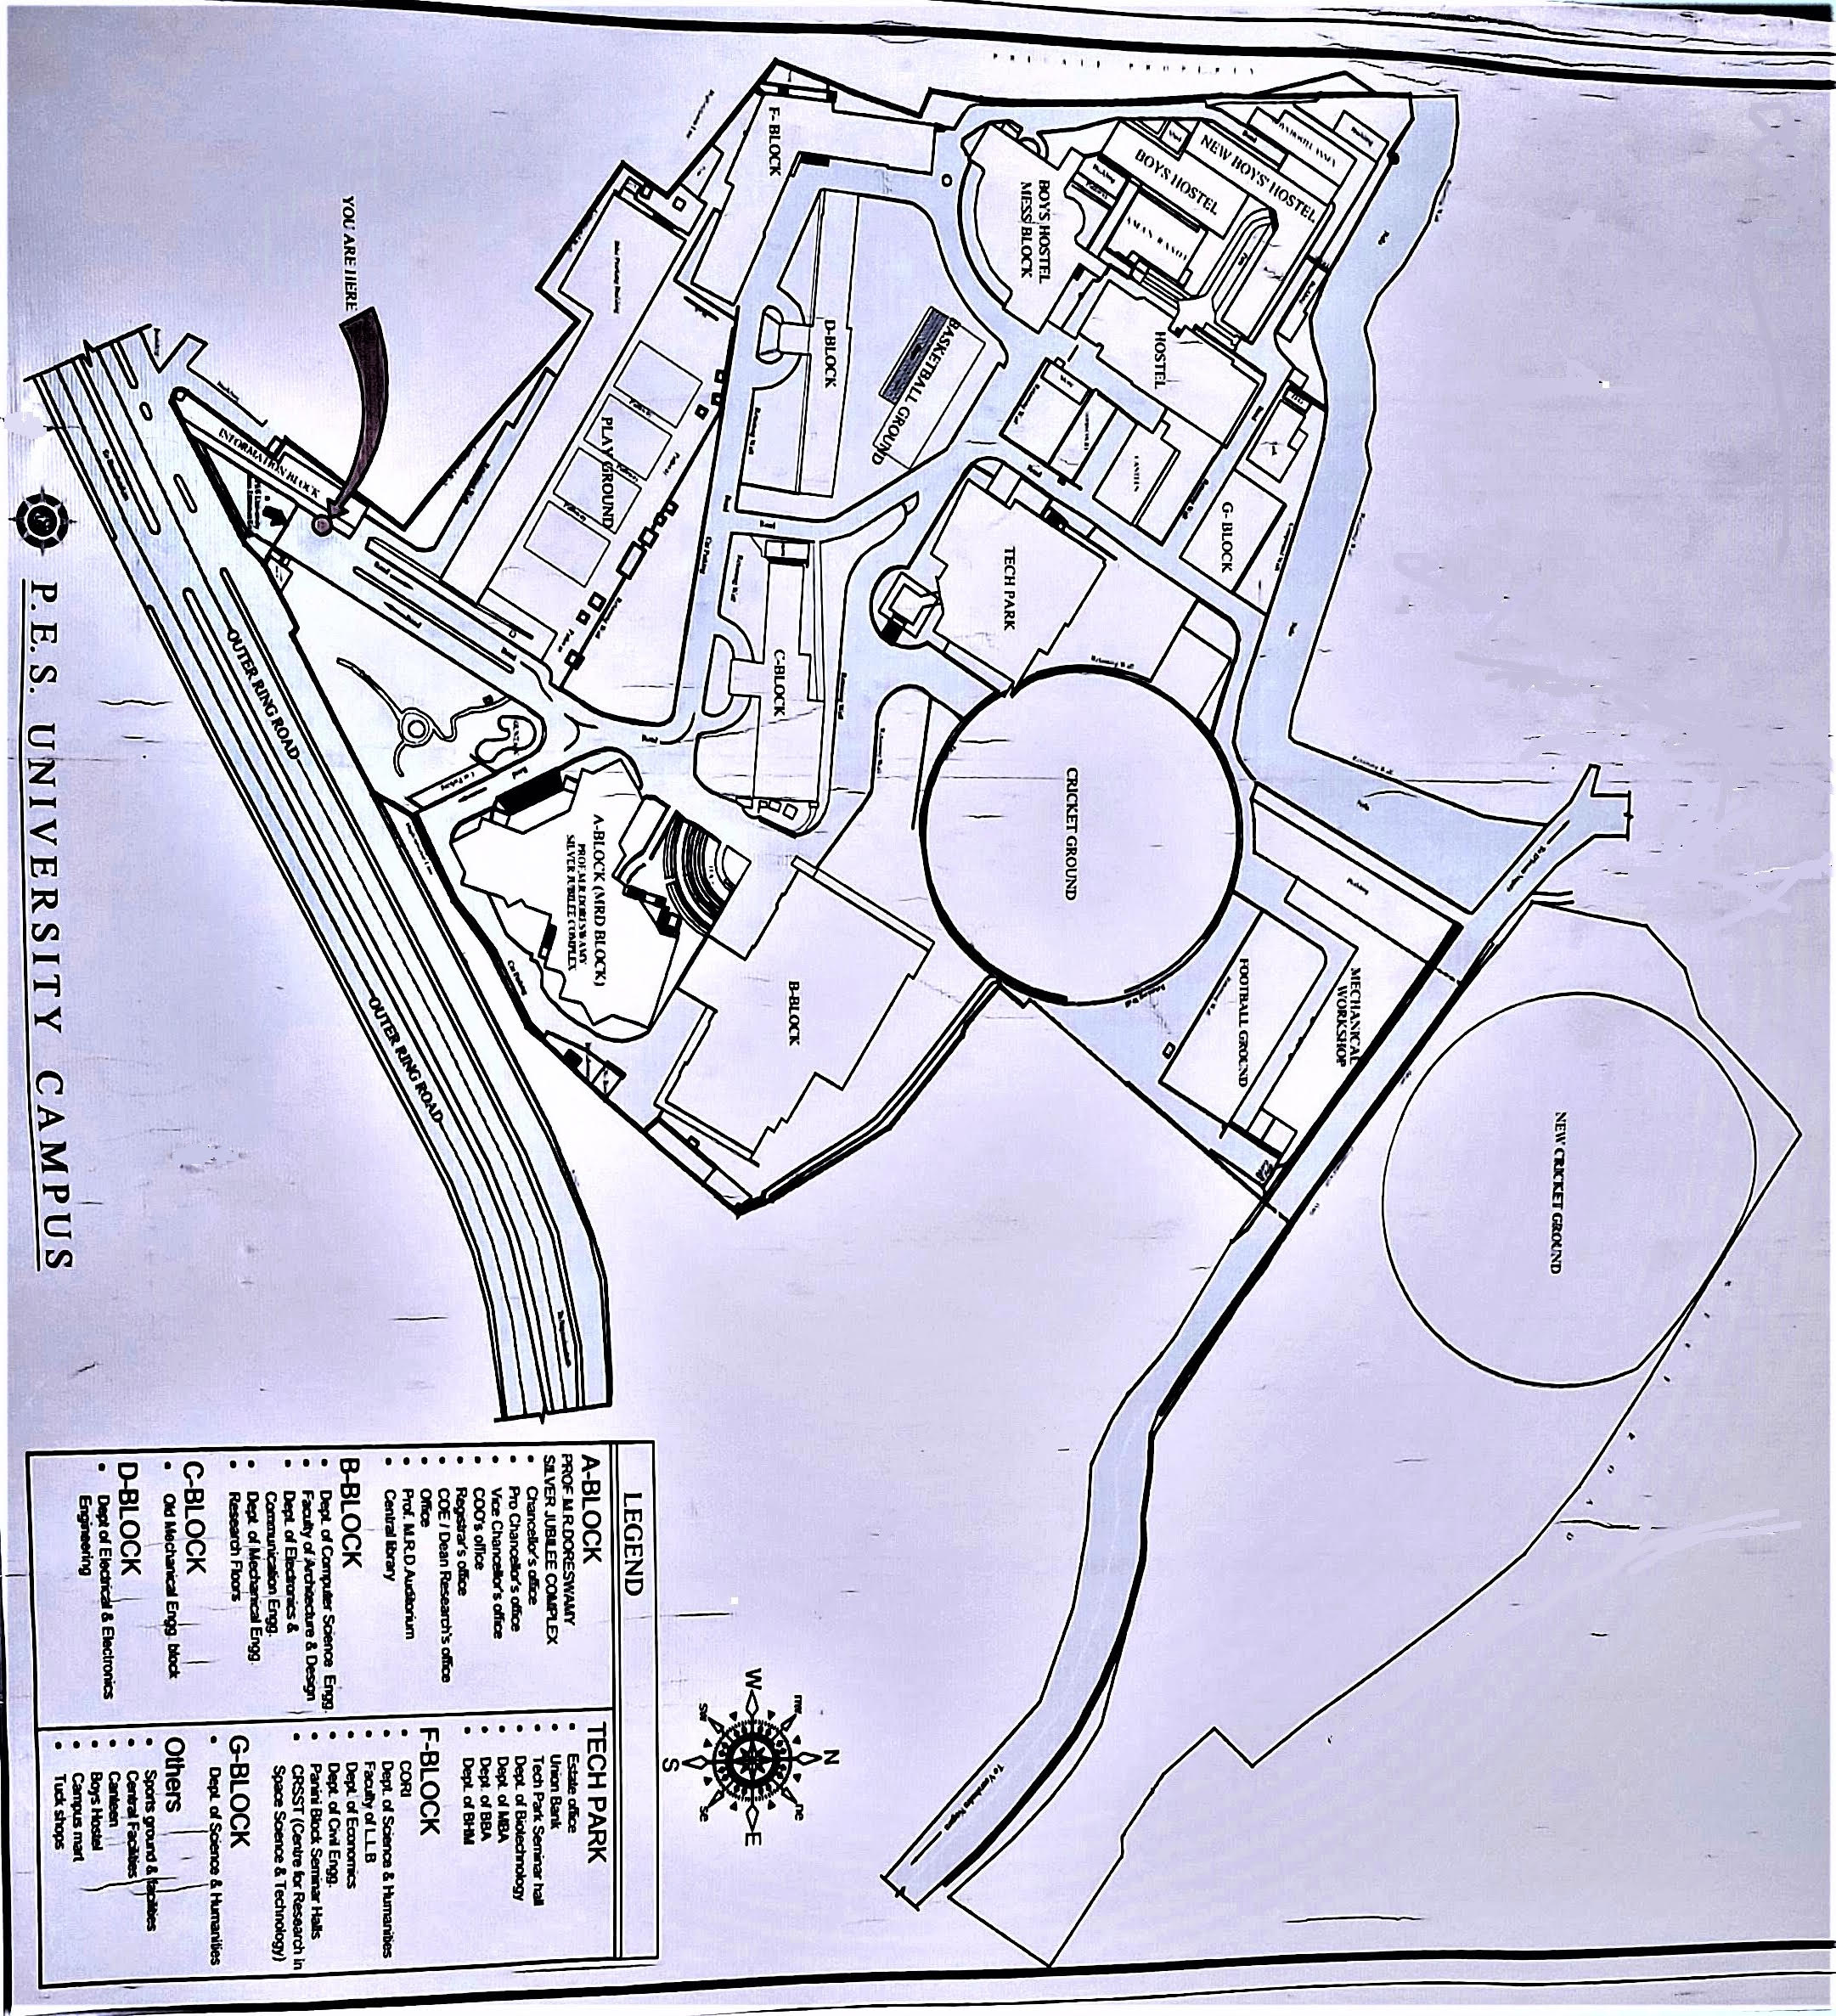 PRIVATE PROPERTY
F- BLOCK
BOYS HOSTEL
MESS BLOCK
BOYS HOSTEL
NEW BOYS' HOSTEL
HOSTEL
D-BLOCK
BASKETBALL GROUND
PLAY GROUND
YOU ARE HERE
INFORMATION BLOCK
G- BLOCK
TECH PARK
C-BLOCK
CRICKET GROUND
A-BLOCK (MRD BLOCK)
PROF.M.R.DORESWAMY
SILVER JUBILEE COMPLEX
B-BLOCK
FOOTBALL GROUND
MECHANICAL
WORKSHOP
NEW CRICKET GROUND
OUTER RING ROAD
OUTER RING ROAD
P.E.S. UNIVERSITY CAMPUS
W
N
E
S
nw
ne
sw
se
LEGEND
A-BLOCK
PROF.M.R.DORESWAMY
SILVER JUBILEE COMPLEX
• Chancellor's office
• Pro Chancellor's office
• Vice Chancellor's office
• COO's office
• Registrar's office
• COE / Dean Research's office
• Office
• Prof. M.R.D.Auditorium
• Central library
B-BLOCK
• Dept. of Computer Science Engg.
• Faculty of Architecture & Design
• Dept. of Electronics &
Communication Engg.
• Dept. of Mechanical Engg.
• Research Floors
C-BLOCK
• Old Mechanical Engg. block
D-BLOCK
• Dept of Electrical & Electronics
Engineering
TECH PARK
• Estate office
• Union Bank
• Tech Park Seminar hall
• Dept. of Biotechnology
• Dept. of MBA
• Dept. of BBA
• Dept. of BHM
F-BLOCK
• CORI
• Dept. of Science & Humanities
• Faculty of L.L.B
• Dept. of Economics
• Dept. of Civil Engg.
• Panini Block Seminar Halls
• CRSST (Centre for Research in
Space Science & Technology)
G-BLOCK
• Dept. of Science & Humanities
Others
• Sports ground & facilities
• Central Facilities
• Canteen
• Boys Hostel
• Campus mart
• Tuck shops